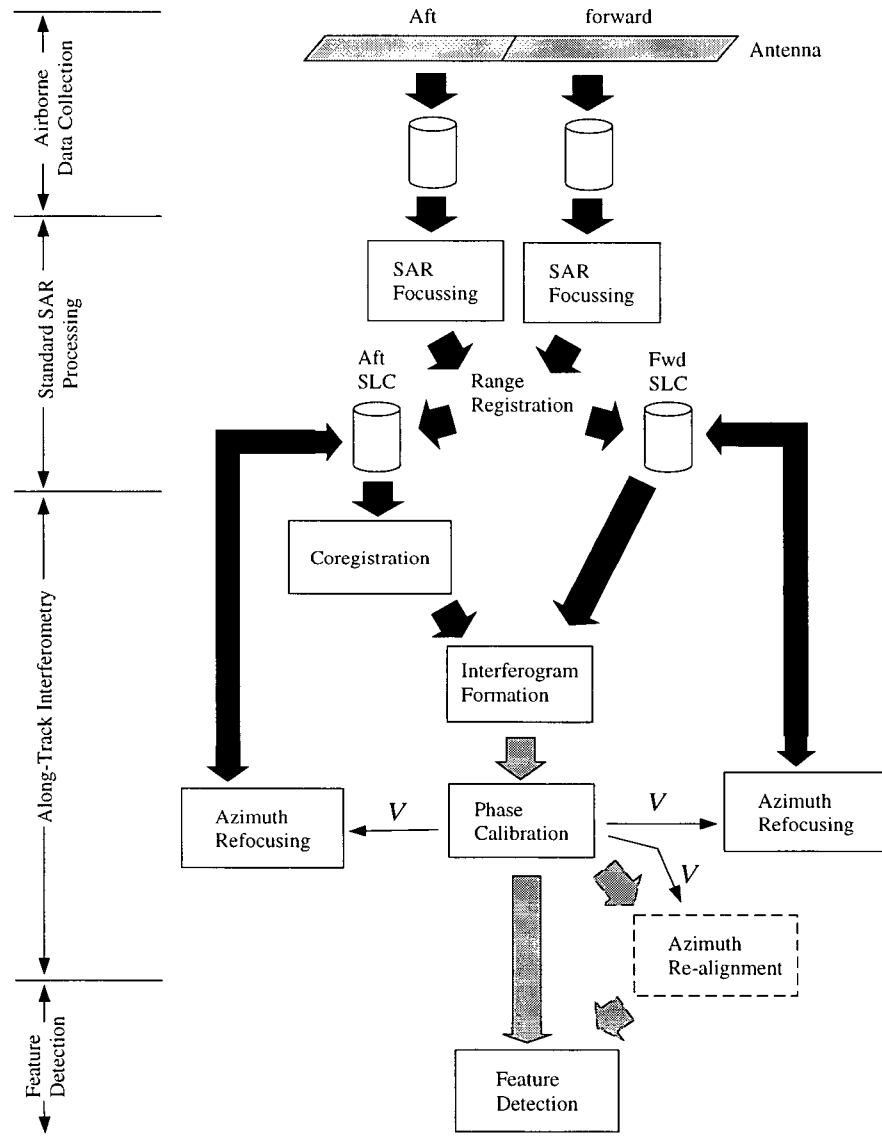 Aft
forward
Antenna
Airborne
Data Collection
SAR
Focussing
SAR
Focussing
Standard SAR
Processing
Aft
SLC
Range
Registration
Fwd
SLC
Coregistration
Along-Track Interferometry
Interferogram
Formation
Azimuth
Refocusing
V
Phase
Calibration
V
Azimuth
Refocusing
V
Azimuth
Re-alignment
Feature
Detection
Feature
Detection